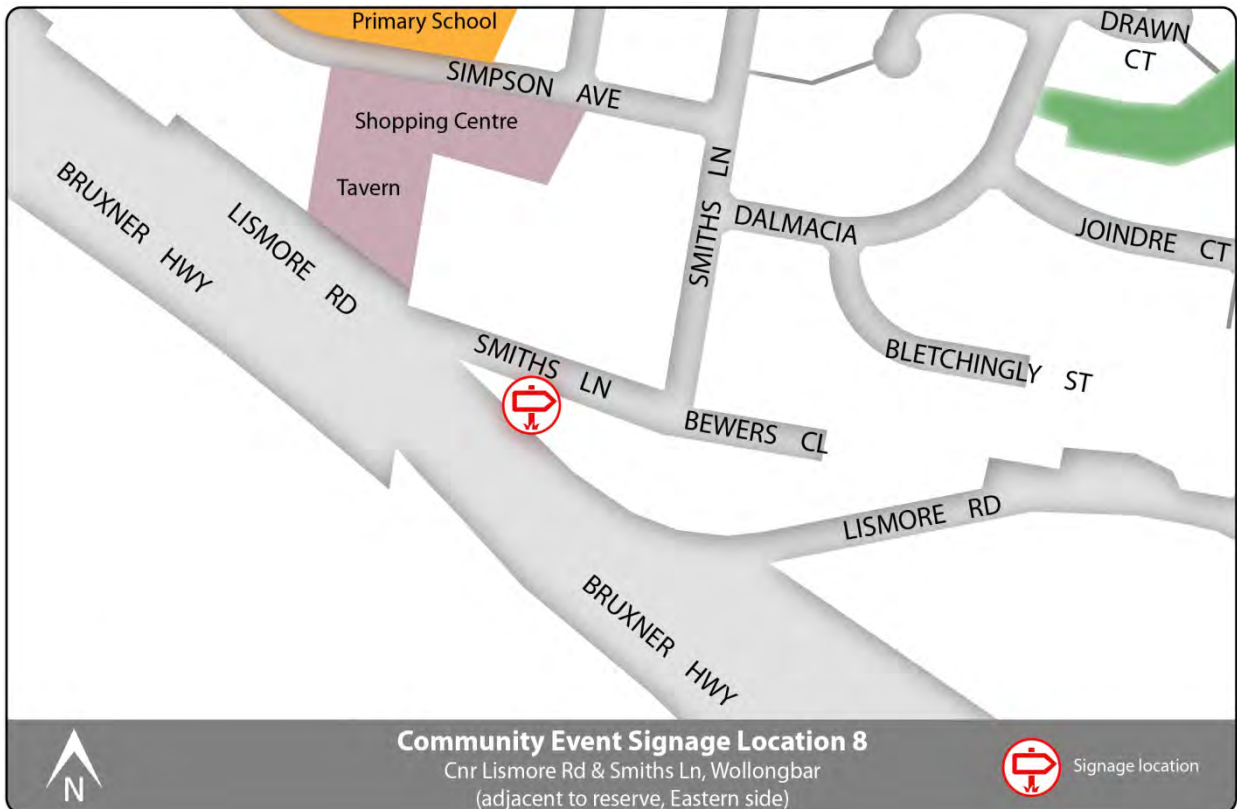 Primary School
DRAWN
CT
SIMPSON AVE
Shopping Centre
Tavern
SMITHS LN
BRUXNER HWY
LISMORE RD
DALMACIA
JOINDRE CT
SMITHS LN
BLETCHINGLY ST
BEWERS CL
LISMORE RD
BRUXNER HWY
Community Event Signage Location 8
Cnr Lismore Rd & Smiths Ln, Wollongbar
(adjacent to reserve, Eastern side)
N
Signage location